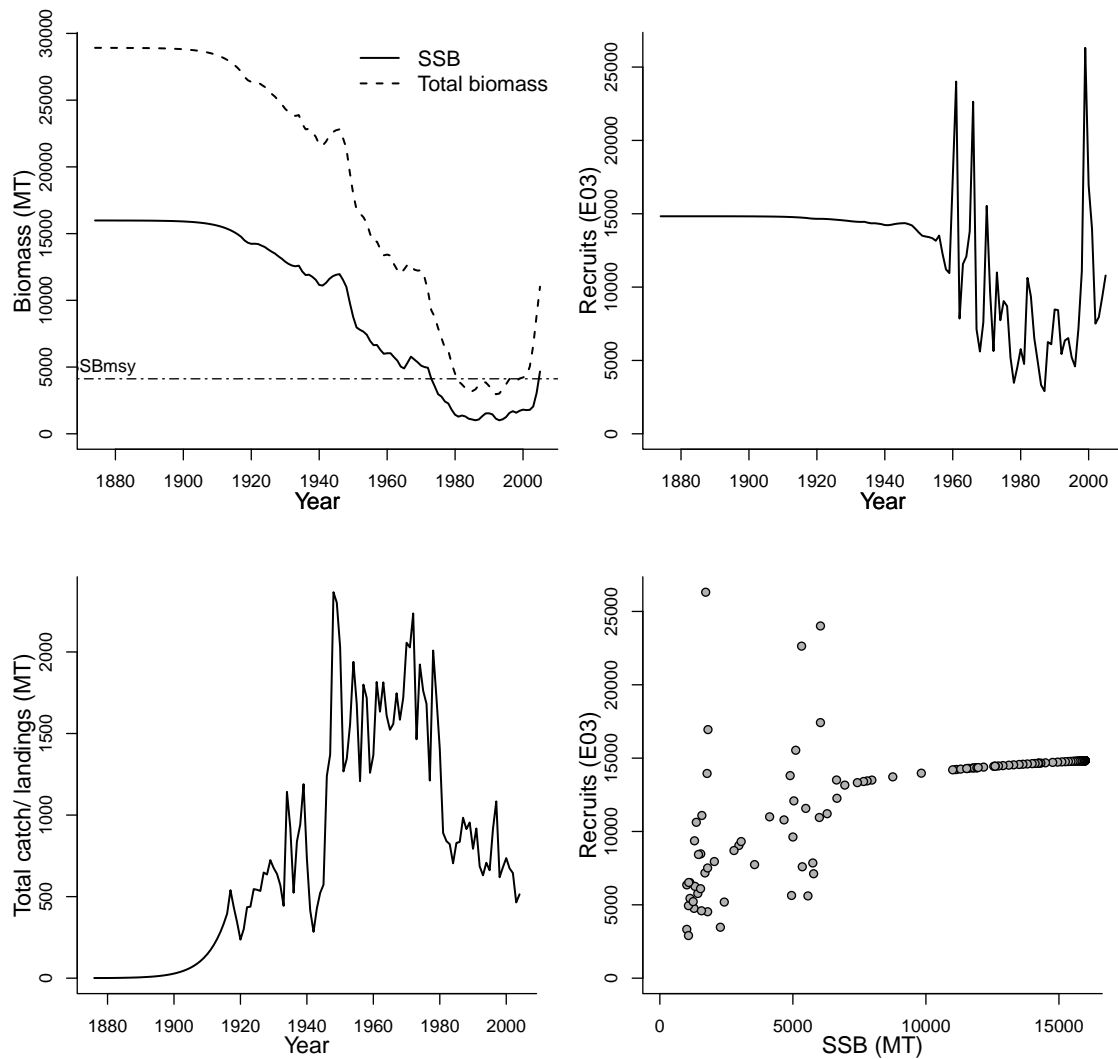 Biomass (MT)
0 5000 10000 15000 20000 25000 30000
SSB
Total biomass
SBmsy
1880 1900 1920 1940 1960 1980 2000
Year
Recruits (E03)
0 5000 10000 15000 20000 25000
1880 1900 1920 1940 1960 1980 2000
Year
Total catch/ landings (MT)
0 500 1000 1500 2000
1880 1900 1920 1940 1960 1980 2000
Year
Recruits (E03)
0 5000 10000 15000 20000 25000
0 5000 10000 15000
SSB (MT)